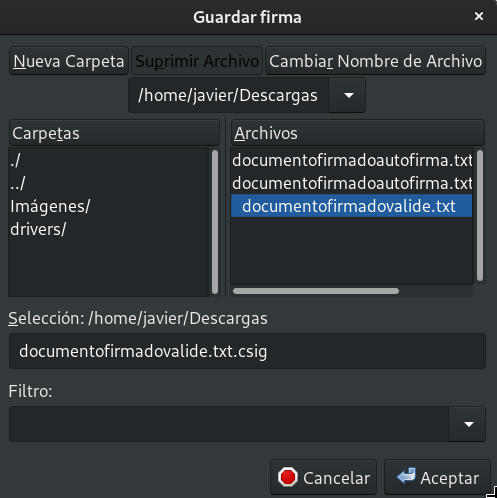 Guardar firma
Nueva Carpeta Suprimir Archivo Cambiar Nombre de Archivo
/home/javier/Descargas
Carpetas
./
../
Imágenes/
drivers/
Archivos
documentofirmadoautofirma.txt
documentofirmadoautofirma.txt
documentofirmadovalide.txt
Selección: /home/javier/Descargas
documentofirmadovalide.txt.csig
Filtro:
Cancelar Aceptar